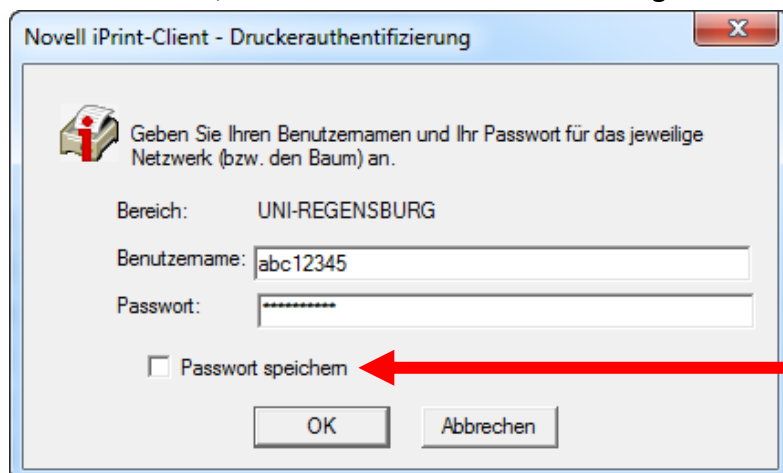 Novell iPrint-Client - Druckerauthentifizierung
Geben Sie Ihren Benutzernamen und Ihr Passwort für das jeweilige
Netzwerk (bzw. den Baum) an.
Bereich: UNI-REGENSBURG
Benutzername: abc12345
Passwort: **********
Passwort speichern
OK Abbrechen